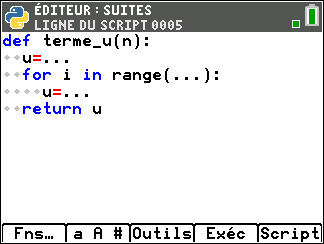 ÉDITEUR : SUITES
LIGNE DU SCRIPT 0005
def terme_u(n):
  u=...
  for i in range(...):
    u=...
  return u
Fns… a A # Outils Exéc Script